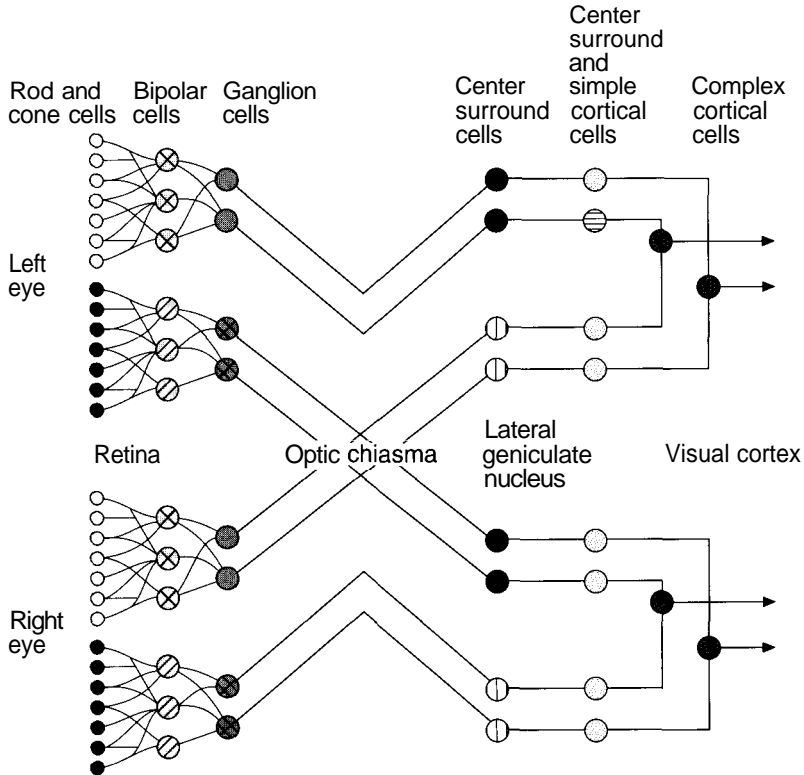 Rod and
cone cells
Bipolar
cells
Ganglion
cells
Center
surround
cells
Center
surround
and
simple
cortical
cells
Complex
cortical
cells
Left
eye
Retina
Optic chiasma
Lateral
geniculate
nucleus
Visual cortex
Right
eye